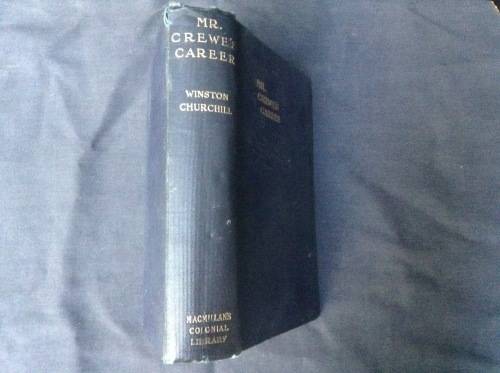 MR.
CREWE'S
CAREER
WINSTON
CHURCHILL
MACMILLAN'S
COLONIAL
LIBRARY
MR.
CREWE'S
CAREER